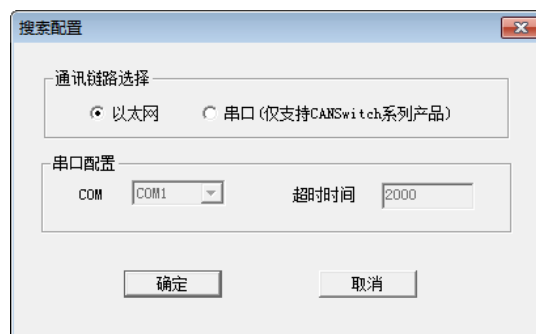 搜索配置
通讯链路选择
以太网 串口(仅支持CANSwitch系列产品)
串口配置
COM COM1 超时时间 2000
确定 取消